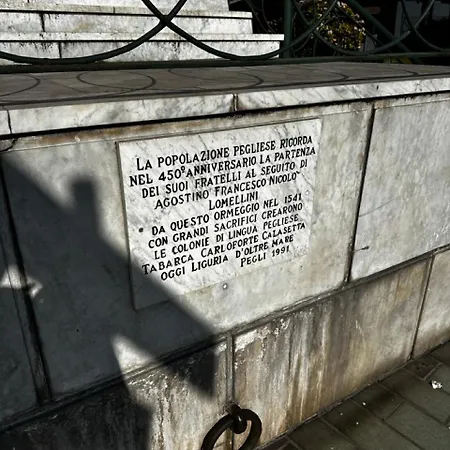 LA POPOLAZIONE PEGLIESE RICORDA
NEL 450° ANNIVERSARIO LA PARTENZA
DEI SUOI FRATELLI AL SEGUITO DI
AGOSTINO FRANCESCO NICOLO'
LOMELLINI
DA QUESTO ORMEGGIO NEL 1541
CON GRANDI SACRIFICI CREARONO
LE COLONIE DI LINGUA PEGLIESE
TABARCA CARLOFORTE CALASETTA
OGGI LIGURIA D'OLTRE MARE
PEGLI 1991